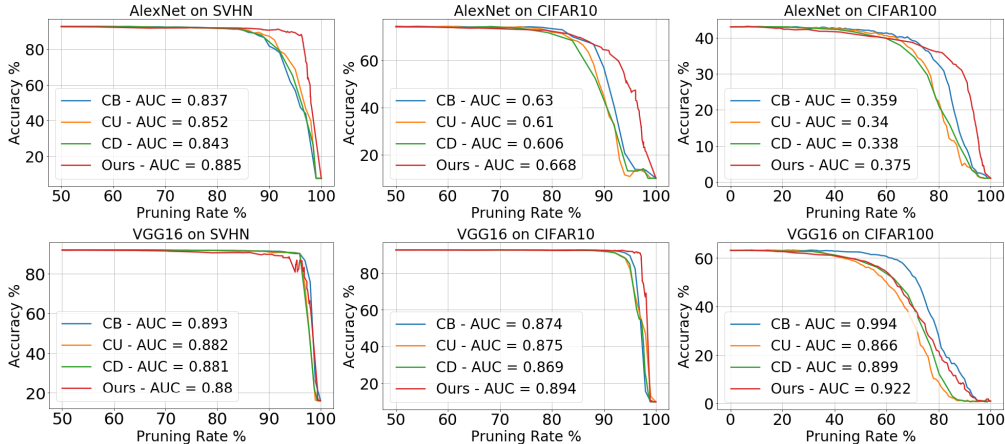 AlexNet on SVHN
Accuracy %
80
60
40
20
CB - AUC = 0.837
CU - AUC = 0.852
CD - AUC = 0.843
Ours - AUC = 0.885
50 60 70 80 90 100
Pruning Rate %
AlexNet on CIFAR10
Accuracy %
80
60
40
20
CB - AUC = 0.63
CU - AUC = 0.61
CD - AUC = 0.606
Ours - AUC = 0.668
50 60 70 80 90 100
Pruning Rate %
AlexNet on CIFAR100
Accuracy %
40
30
20
10
0
CB - AUC = 0.359
CU - AUC = 0.34
CD - AUC = 0.338
Ours - AUC = 0.375
0 20 40 60 80 100
Pruning Rate %
VGG16 on SVHN
Accuracy %
80
60
40
20
CB - AUC = 0.893
CU - AUC = 0.882
CD - AUC = 0.881
Ours - AUC = 0.88
50 60 70 80 90 100
Pruning Rate %
VGG16 on CIFAR10
Accuracy %
80
60
40
20
CB - AUC = 0.874
CU - AUC = 0.875
CD - AUC = 0.869
Ours - AUC = 0.894
50 60 70 80 90 100
Pruning Rate %
VGG16 on CIFAR100
Accuracy %
60
40
20
0
CB - AUC = 0.994
CU - AUC = 0.866
CD - AUC = 0.899
Ours - AUC = 0.922
0 20 40 60 80 100
Pruning Rate %